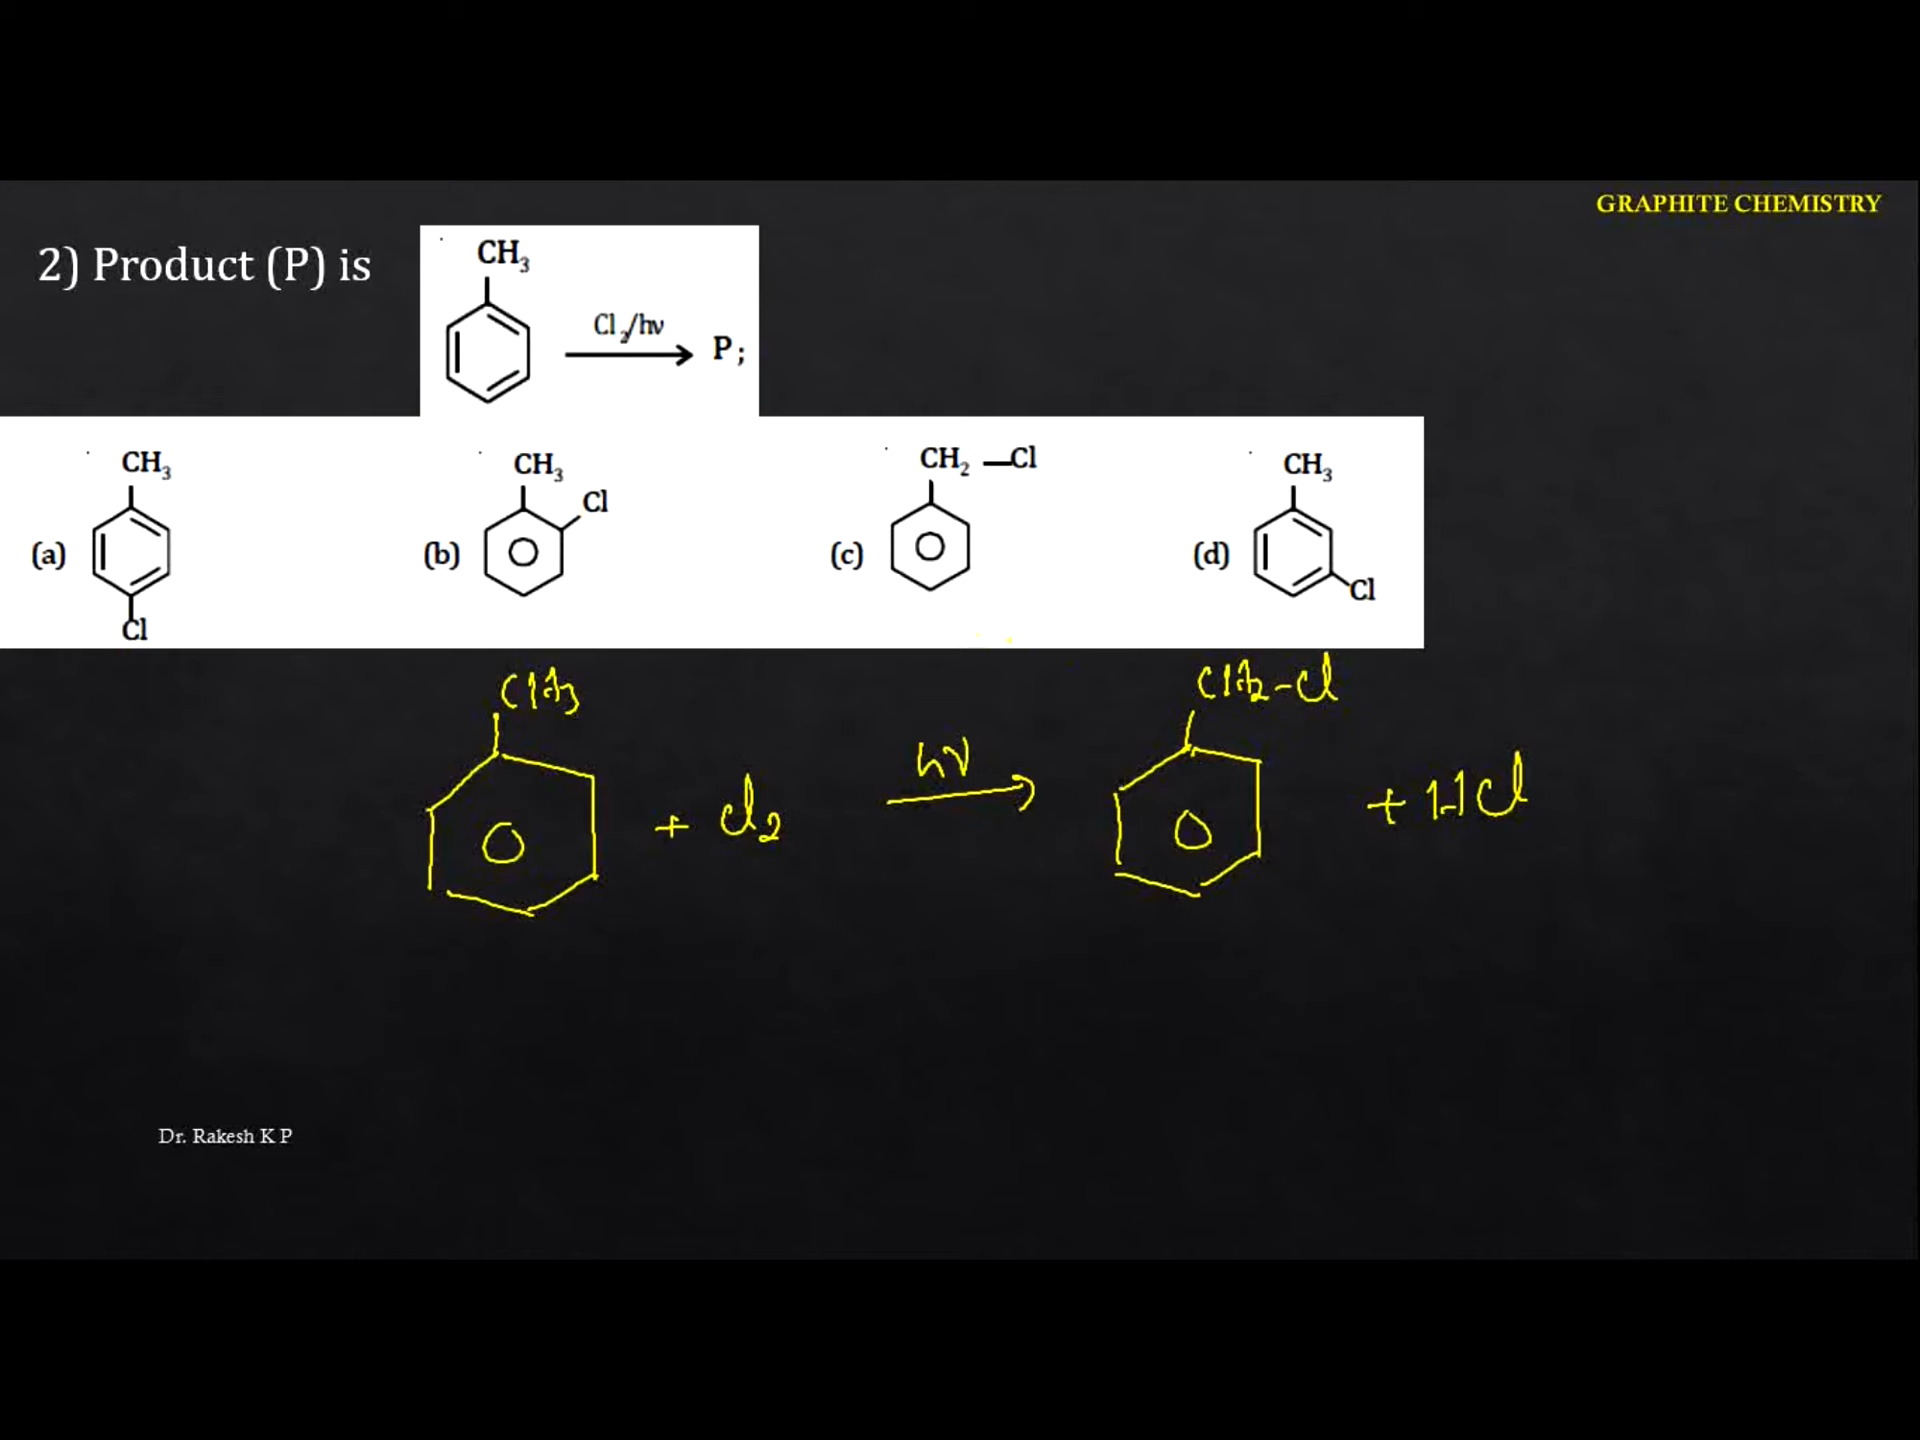 GRAPHITE CHEMISTRY
2) Product (P) is
CH₃
Cl₂/hν
P ;
CH₃
(a)
Cl
CH₃
Cl
(b)
CH₂ —Cl
(c)
CH₃
(d)
Cl
CH₃
+ Cl₂
hν
CH₂-Cl
+ HCl
Dr. Rakesh K P